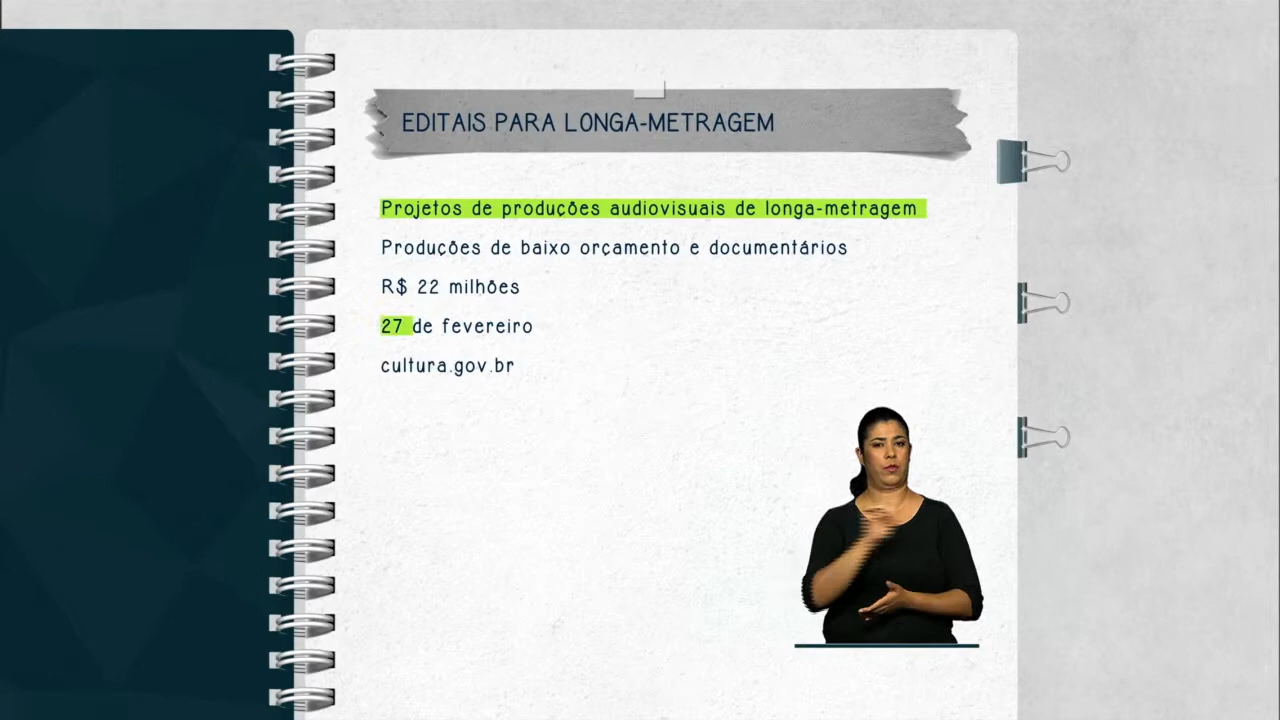 EDITAIS PARA LONGA-METRAGEM
Projetos de produções audiovisuais de longa-metragem
Produções de baixo orçamento e documentários
R$ 22 milhões
27 de fevereiro
cultura.gov.br